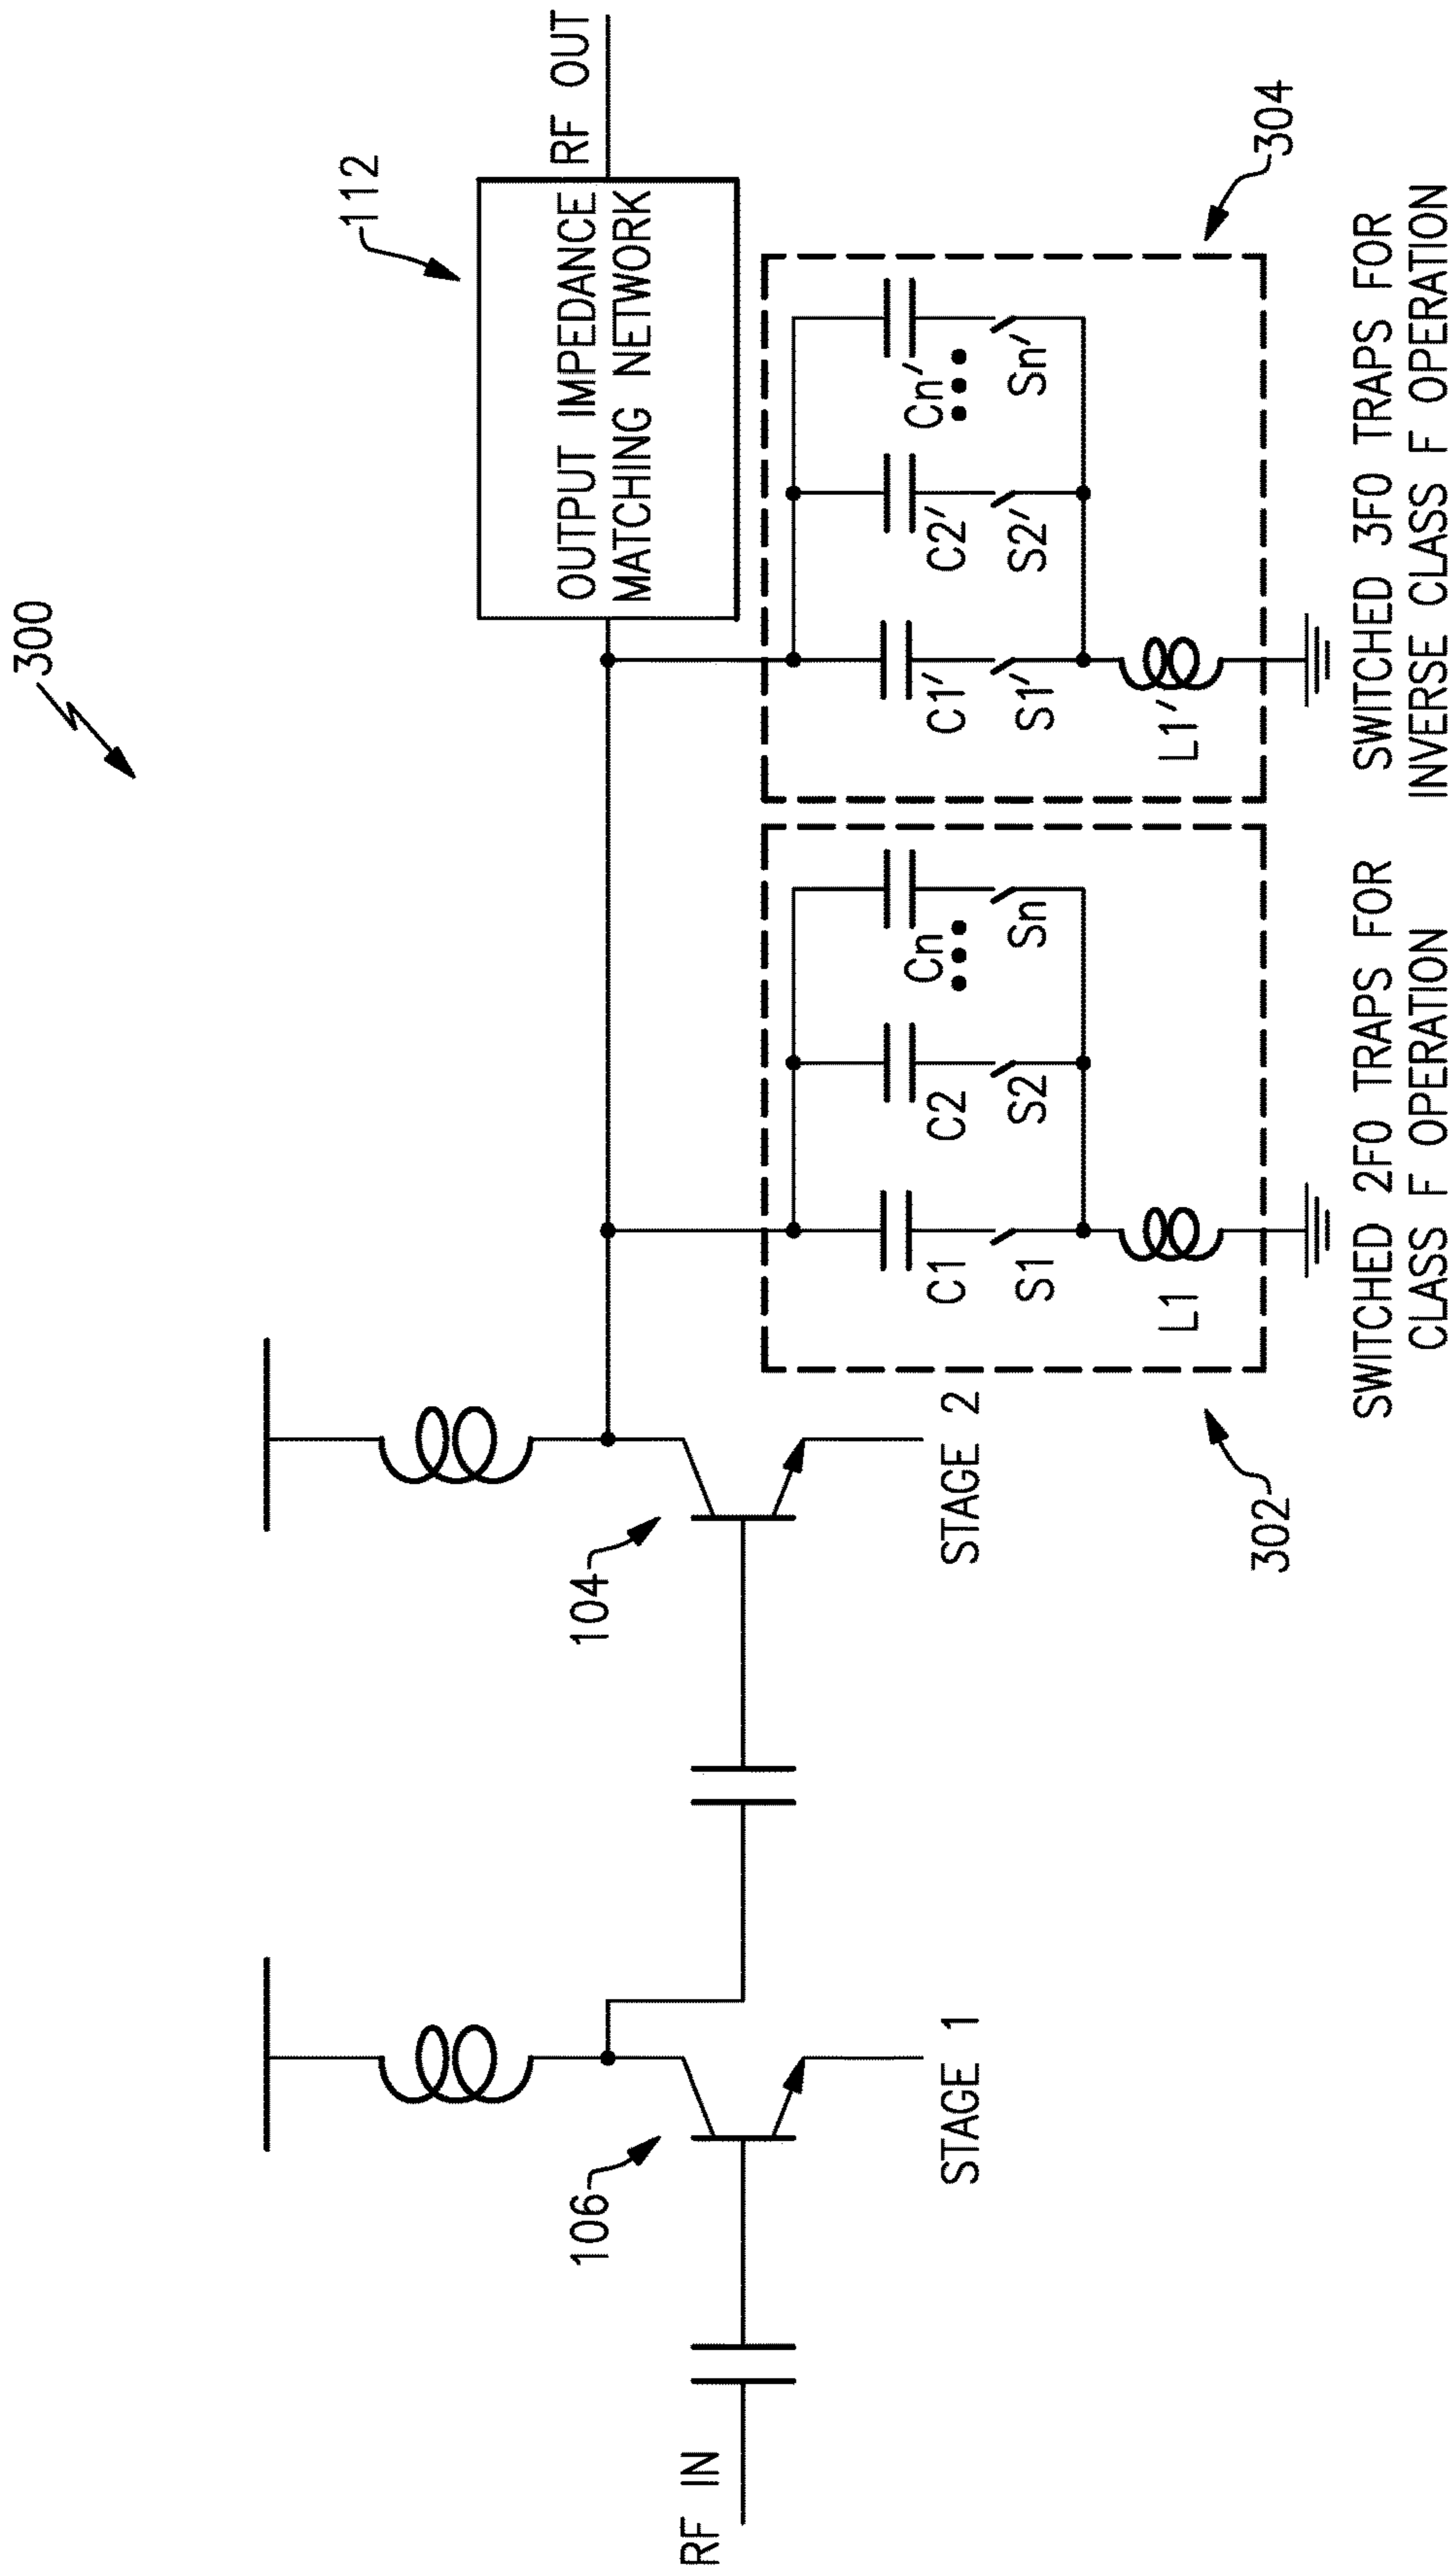 300
112
RF OUT
OUTPUT IMPEDANCE
MATCHING NETWORK
104
106
RF IN
STAGE 1
STAGE 2
C1
C2
Cn
S1
S2
Sn
L1
302
SWITCHED 2F0 TRAPS FOR
CLASS F OPERATION
C1′
C2′
Cn′
S1′
S2′
Sn′
L1′
304
SWITCHED 3F0 TRAPS FOR
INVERSE CLASS F OPERATION